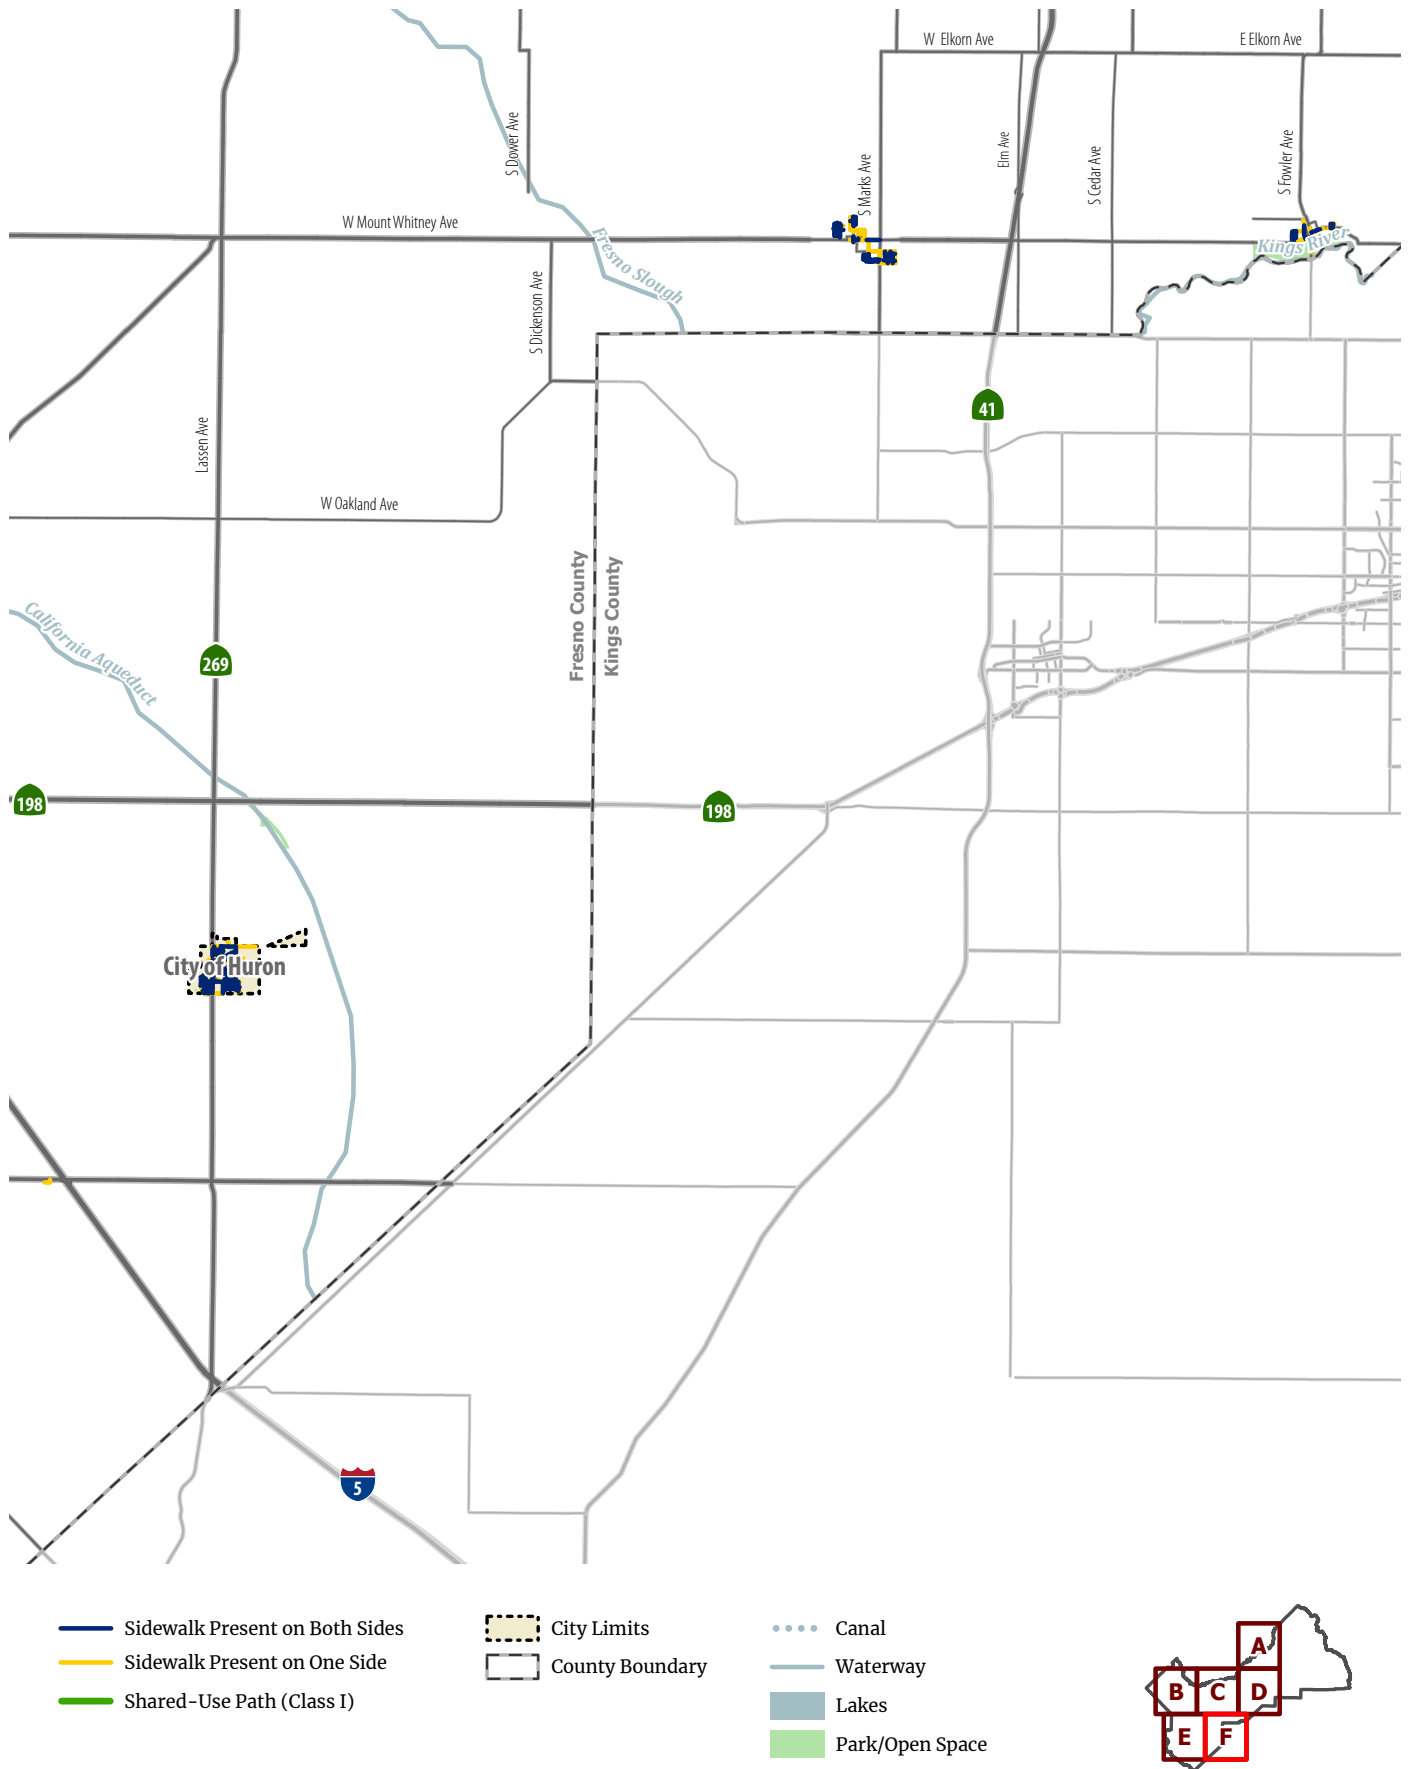 W Elkorn Ave
E Elkorn Ave
S Dower Ave
Elm Ave
S Fowler Ave
S Cedar Ave
S Marks Ave
W Mount Whitney Ave
Fresno Slough
Kings River
S Dickenson Ave
41
Lassen Ave
W Oakland Ave
Fresno County
Kings County
California Aqueduct
269
198
198
City of Huron
5
Sidewalk Present on Both Sides
Sidewalk Present on One Side
Shared-Use Path (Class I)
City Limits
County Boundary
Canal
Waterway
Lakes
Park/Open Space
A
B C D
E F